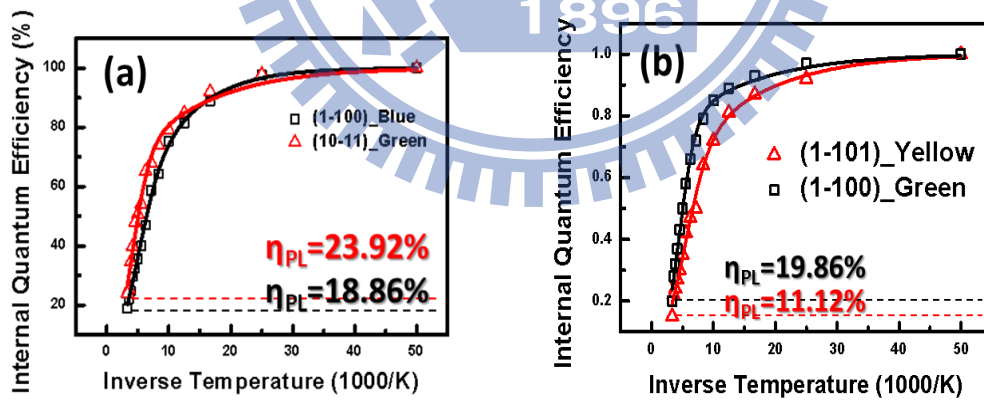 1896
(a)
Internal Quantum Efficiency (%)
100
80
60
40
20
(1-100)_Blue
(10-11)_Green
ηPL=23.92%
ηPL=18.86%
0 10 20 30 40 50
Inverse Temperature (1000/K)
(b)
Internal Quantum Efficiency
1.0
0.8
0.6
0.4
0.2
(1-101)_Yellow
(1-100)_Green
ηPL=19.86%
ηPL=11.12%
0 10 20 30 40 50
Inverse Temperature (1000/K)